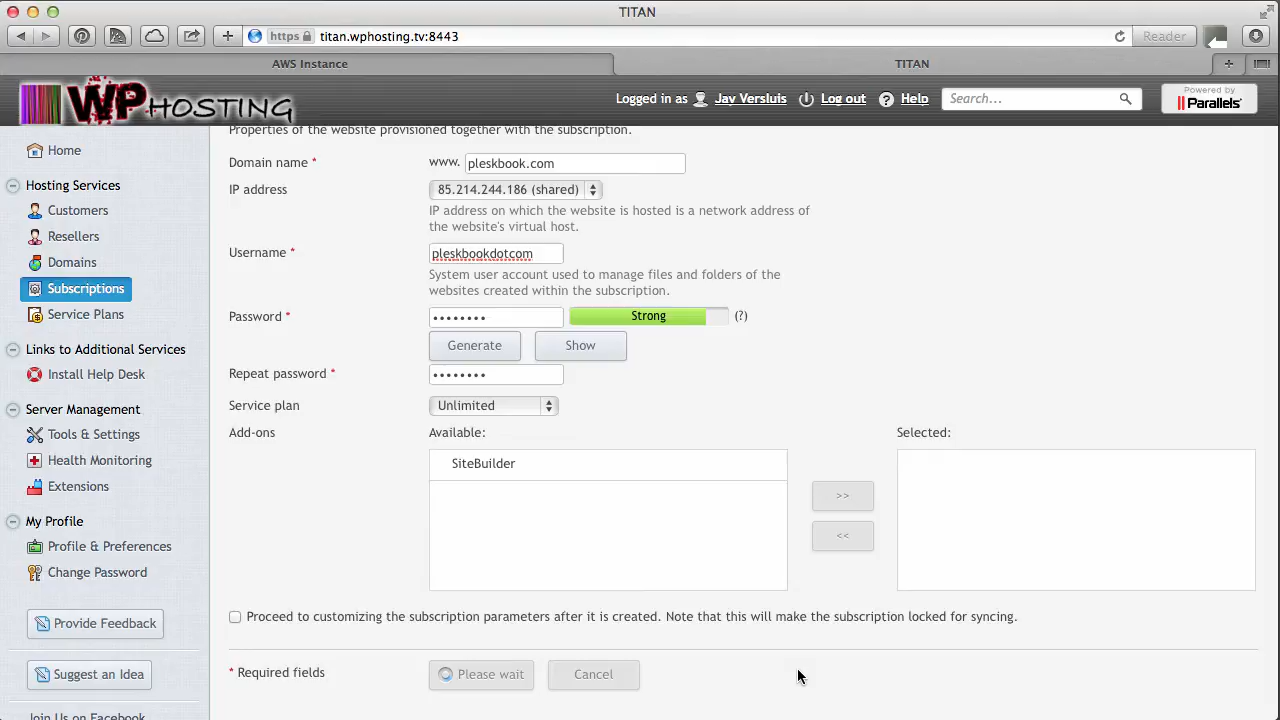 TITAN
https titan.wphosting.tv:8443
Reader
AWS Instance
TITAN
WPHOSTING
Logged in as Jay Versluis Log out Help Search... Powered by
Parallels
Home
Hosting Services
Customers
Resellers
Domains
Subscriptions
Service Plans
Links to Additional Services
Install Help Desk
Server Management
Tools & Settings
Health Monitoring
Extensions
My Profile
Profile & Preferences
Change Password
Provide Feedback
Suggest an Idea
Join Us on Facebook
Properties of the website provisioned together with the subscription.
Domain name * www. pleskbook.com
IP address 85.214.244.186 (shared)
IP address on which the website is hosted is a network address of
the website's virtual host.
Username * pleskbookdotcom
System user account used to manage files and folders of the
websites created within the subscription.
Password * •••••••• Strong (?)
Generate Show
Repeat password * ••••••••
Service plan Unlimited
Add-ons Available: Selected:
SiteBuilder
>>
<<
Proceed to customizing the subscription parameters after it is created. Note that this will make the subscription locked for syncing.
* Required fields Please wait Cancel